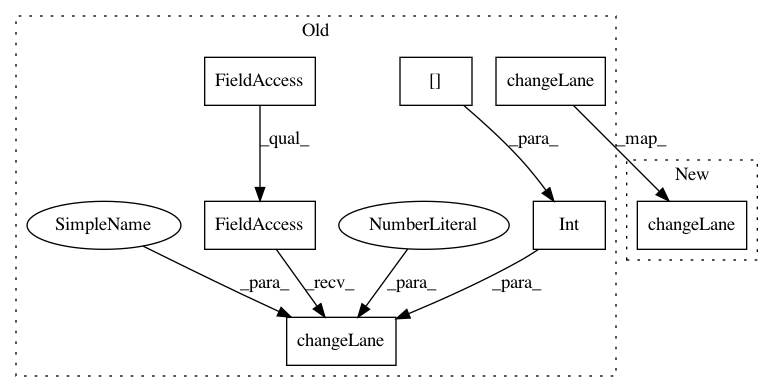 Old
FieldAccess
[]
changeLane
_qual_
_para_
_map_
New
SimpleName
FieldAccess
NumberLiteral
Int
changeLane
_para_
_recv_
_para_
_para_
changeLane